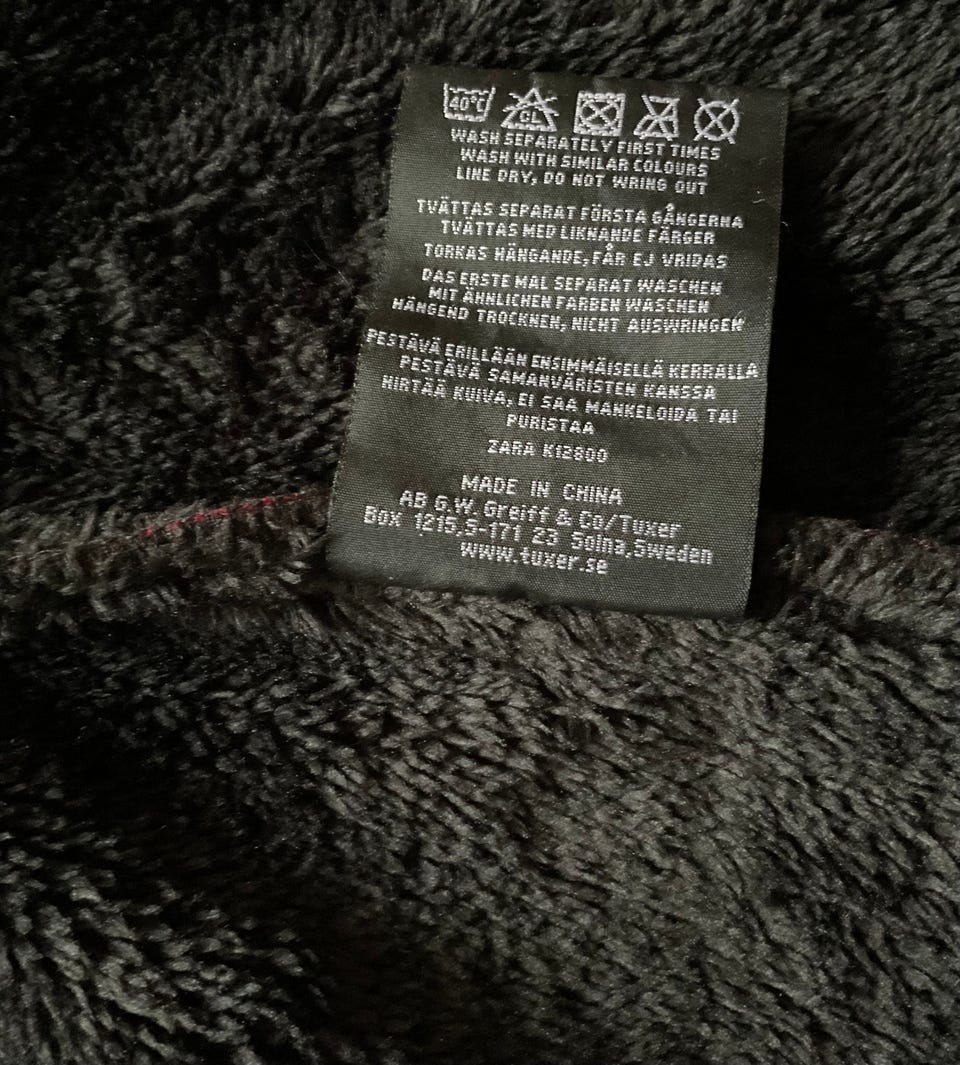 40°C CL
WASH SEPARATELY FIRST TIMES
WASH WITH SIMILAR COLOURS
LINE DRY, DO NOT WRING OUT
TVÄTTAS SEPARAT FÖRSTA GÅNGERNA
TVÄTTAS MED LIKNANDE FÄRGER
TORKAS HÄNGANDE, FÅR EJ VRIDAS
DAS ERSTE MAL SEPARAT WASCHEN
MIT ÄHNLICHEN FARBEN WASCHEN
HÄNGEND TROCKNEN, NICHT AUSWRINGEN
PESTÄVÄ ERILLÄÄN ENSIMMÄISELLÄ KERRALLA
PESTÄVÄ SAMANVÄRISTEN KANSSA
HIRTÄÄ KUIVA, EI SAA MANKELOIDA TAI
PURISTAA
ZARA K12800
MADE IN CHINA
AB G.W. Greiff & Co/Tuxer
BOX 1215, S-171 23 Solna, Sweden
www.tuxer.se